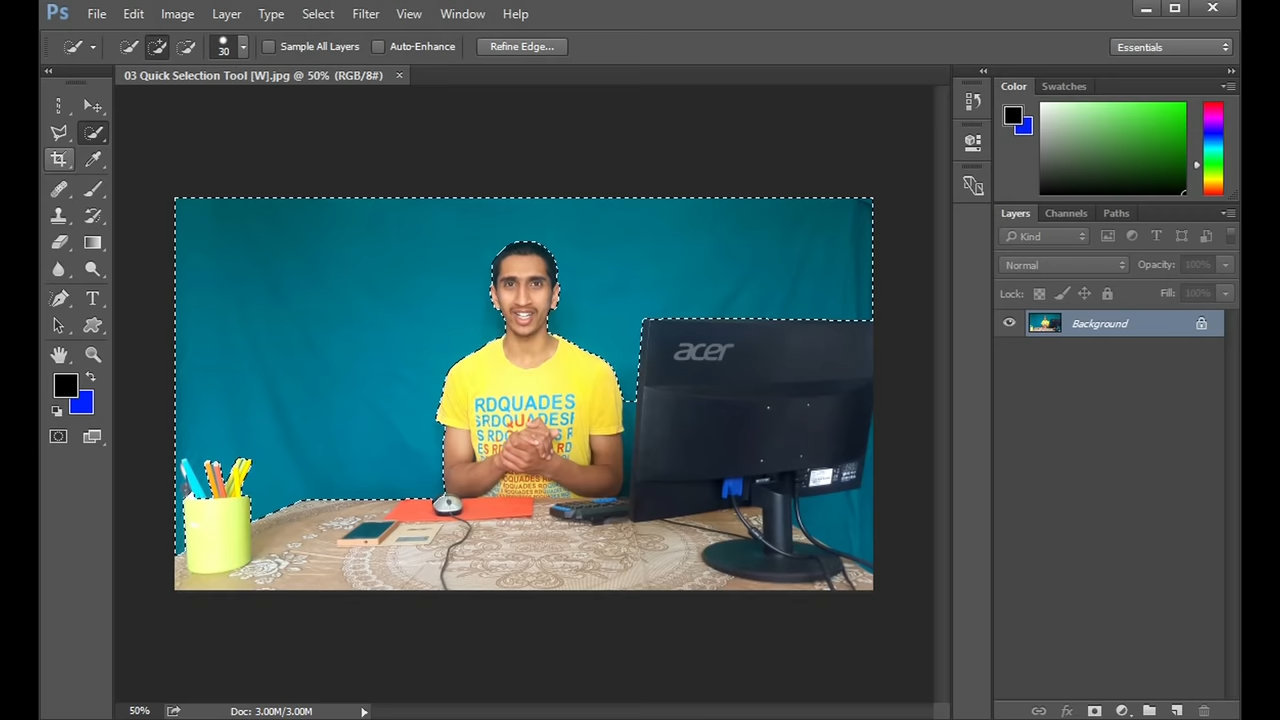 Ps File Edit Image Layer Type Select Filter View Window Help
30 Sample All Layers Auto-Enhance Refine Edge... Essentials
03 Quick Selection Tool [W].jpg @ 50% (RGB/8#) ×
Color Swatches
Layers Channels Paths
Kind
Normal Opacity: 100%
Lock: Fill: 100%
Background
acer
RDQUADES
SRDQUADESI
RDQUADES
50% Doc: 3.00M/3.00M